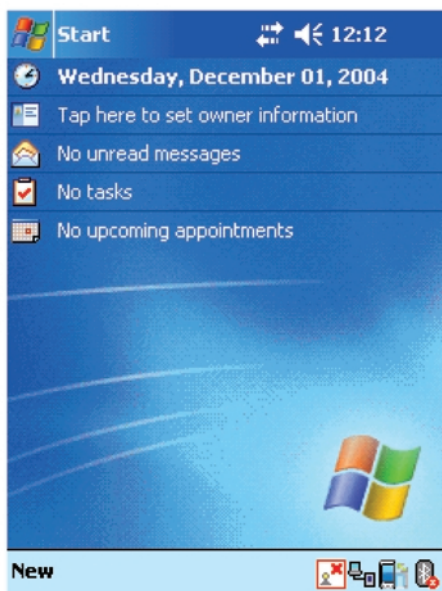 Start 12:12
Wednesday, December 01, 2004
Tap here to set owner information
No unread messages
No tasks
No upcoming appointments
New